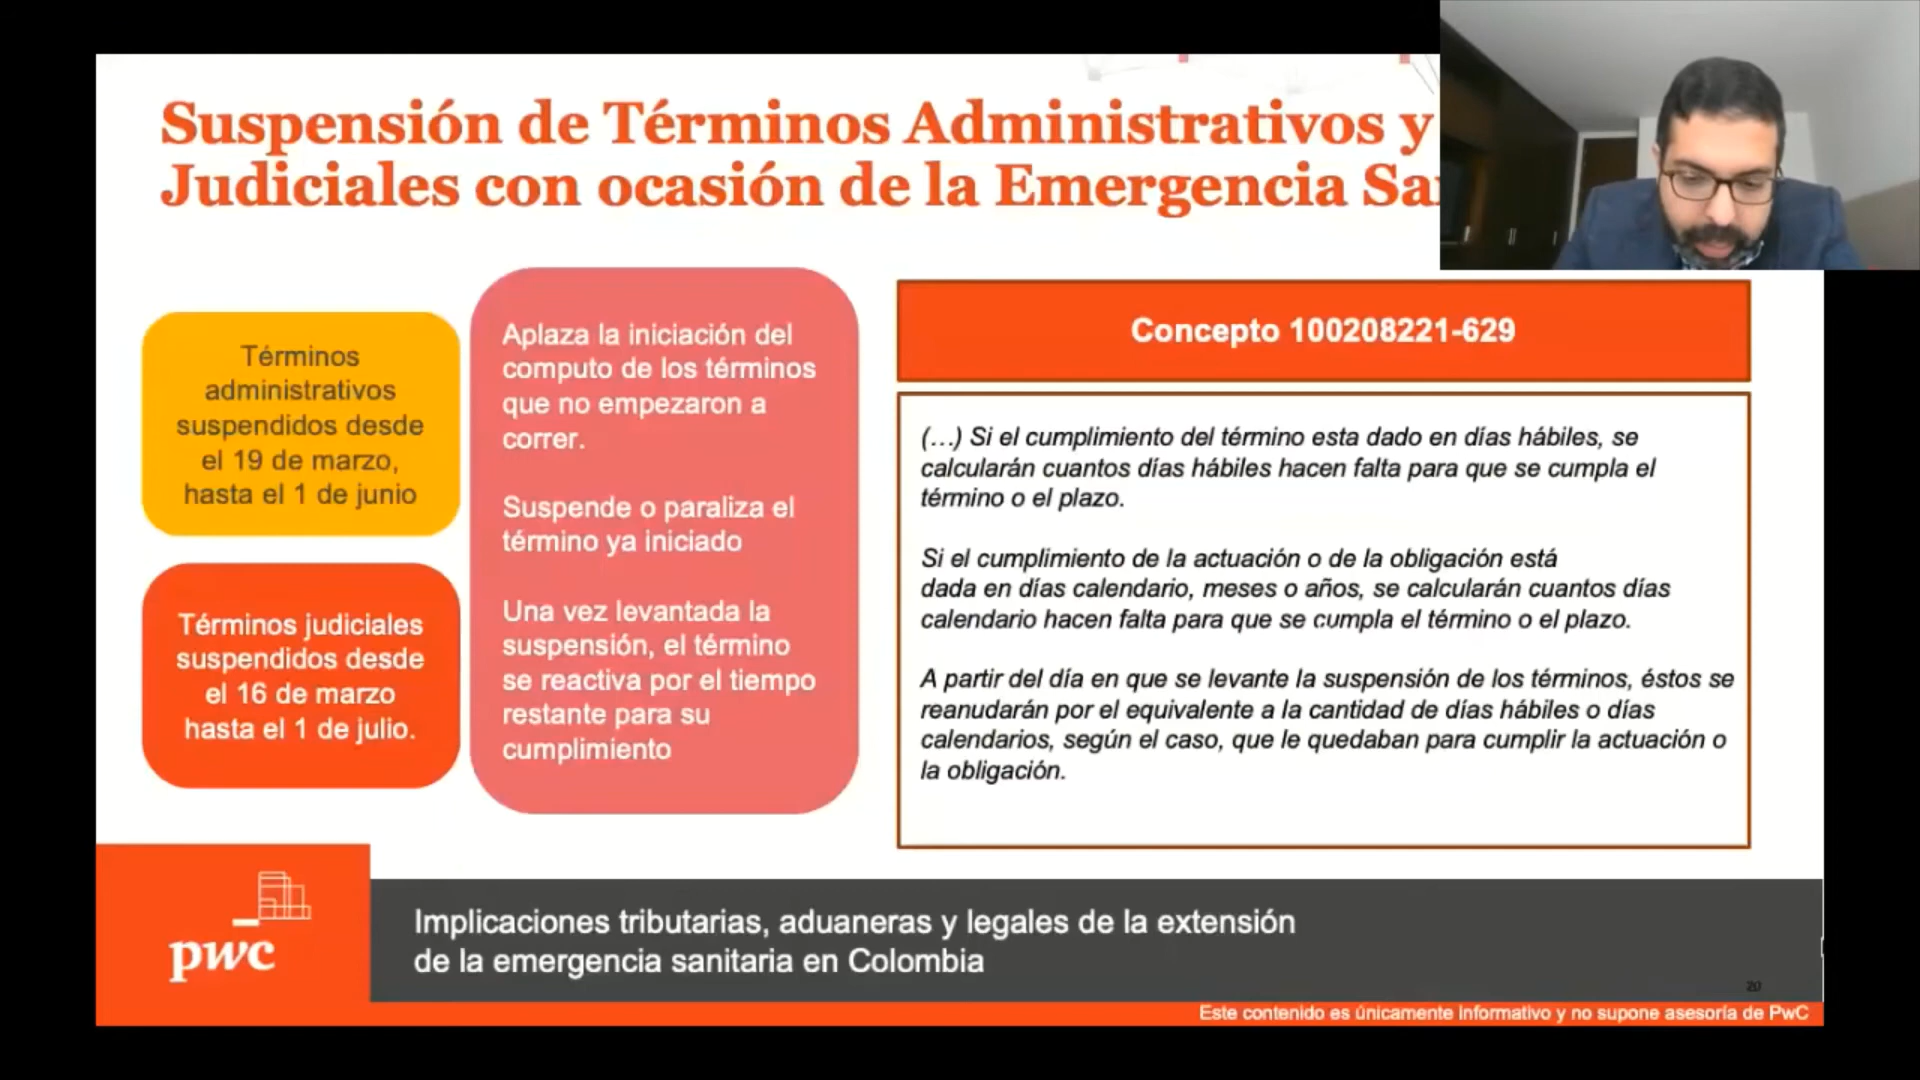 Suspensión de Términos Administrativos y
Judiciales con ocasión de la Emergencia
Términos
administrativos
suspendidos desde
el 19 de marzo,
hasta el 1 de junio
Términos judiciales
suspendidos desde
el 16 de marzo
hasta el 1 de julio.
Aplaza la iniciación del
computo de los términos
que no empezaron a
correr.
Suspende o paraliza el
término ya iniciado
Una vez levantada la
suspensión, el término
se reactiva por el tiempo
restante para su
cumplimiento
Concepto 100208221-629
(…) Si el cumplimiento del término esta dado en días hábiles, se
calcularán cuantos días hábiles hacen falta para que se cumpla el
término o el plazo.
Si el cumplimiento de la actuación o de la obligación está
dada en días calendario, meses o años, se calcularán cuantos días
calendario hacen falta para que se cumpla el término o el plazo.
A partir del día en que se levante la suspensión de los términos, éstos se
reanudarán por el equivalente a la cantidad de días hábiles o días
calendarios, según el caso, que le quedaban para cumplir la actuación o
la obligación.
pwc
Implicaciones tributarias, aduaneras y legales de la extensión
de la emergencia sanitaria en Colombia
20
Este contenido es únicamente Informativo y no supone asesoría de PwC